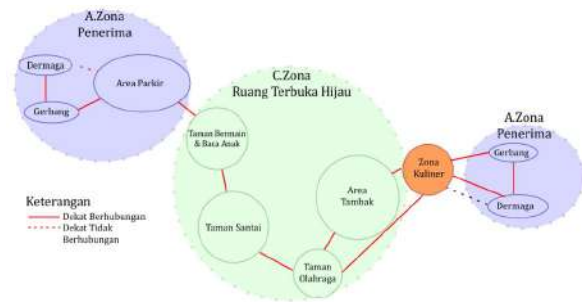 A.Zona
Penerima
Dermaga
Area Parkir
Gerbang
C.Zona
Ruang Terbuka Hijau
Taman Bermain
& Baca Anak
Taman Santai
Area
Tambak
Taman
Olahraga
Zona
Kuliner
A.Zona
Penerima
Gerbang
Dermaga
Keterangan
Dekat Berhubungan
Dekat Tidak
Berhubungan